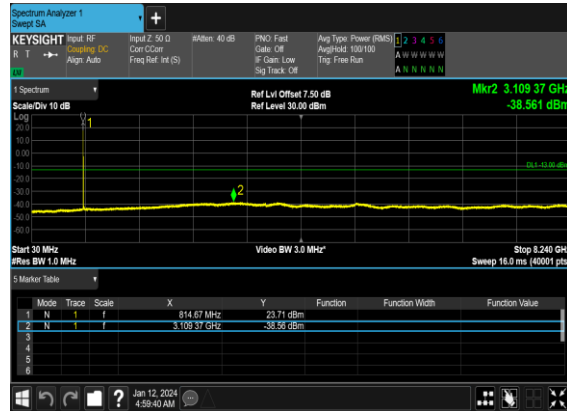 Spectrum Analyzer 1
Swept SA
KEYSIGHT Input: RF Input Z: 50 Ω #Atten: 40 dB PNO: Fast Avg Type: Power (RMS) 1 2 3 4 5 6
R T Coupling: DC Corr CCorr Gate: Off Avg|Hold: 100/100 A W W W W W
Align: Auto Freq Ref: Int (S) IF Gain: Low Trig: Free Run
LW Sig Track: Off A N N N N N
1 Spectrum Ref Lvl Offset 7.50 dB Mkr2 3.109 37 GHz
Scale/Div 10 dB Ref Level 30.00 dBm -38.561 dBm
Log
20.0
10.0
0.00
-10.0
-20.0
-30.0
-40.0
-50.0
-60.0
1
DL1 -13.00 dBm
2
Start 30 MHz Video BW 3.0 MHz* Stop 8.240 GHz
#Res BW 1.0 MHz Sweep 16.0 ms (40001 pts)
5 Marker Table
Mode Trace Scale X Y Function Function Width Function Value
1 N 1 f 814.67 MHz 23.71 dBm
2 N 1 f 3.109 37 GHz -38.56 dBm
3
4
5
6
? Jan 12, 2024
4:59:40 AM